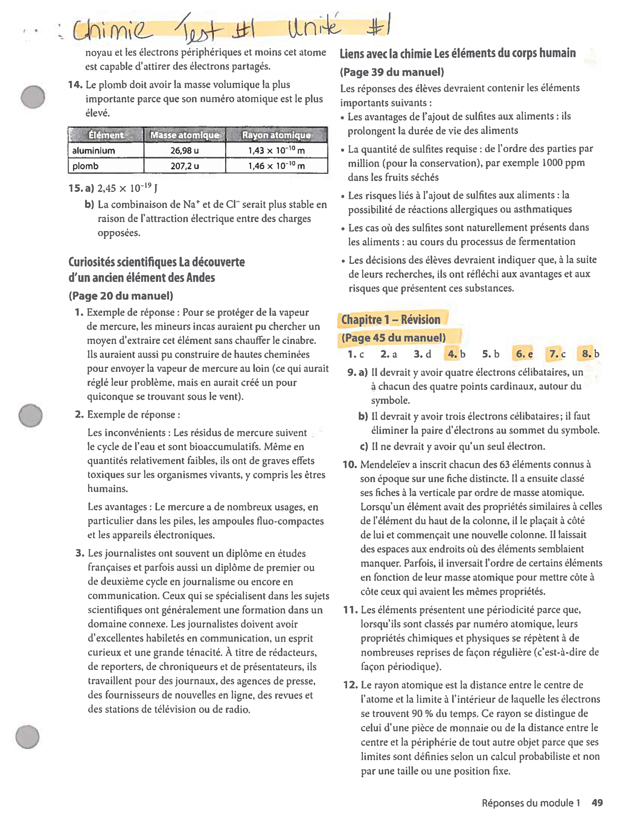 : Chimie Test #1 Unité #1
noyau et les électrons périphériques et moins cet atome
est capable d'attirer des électrons partagés.
14. Le plomb doit avoir la masse volumique la plus
importante parce que son numéro atomique est le plus
élevé.
Élément Masse atomique Rayon atomique
aluminium 26,98 u 1,43 × 10⁻¹⁰ m
plomb 207,2 u 1,46 × 10⁻¹⁰ m
15. a) 2,45 × 10⁻¹⁹ J
b) La combinaison de Na⁺ et de Cl⁻ serait plus stable en
raison de l'attraction électrique entre des charges
opposées.
Curiosités scientifiques La découverte
d'un ancien élément des Andes
(Page 20 du manuel)
1. Exemple de réponse : Pour se protéger de la vapeur
de mercure, les mineurs incas auraient pu chercher un
moyen d'extraire cet élément sans chauffer le cinabre.
Ils auraient aussi pu construire de hautes cheminées
pour envoyer la vapeur de mercure au loin (ce qui aurait
réglé leur problème, mais en aurait créé un pour
quiconque se trouvant sous le vent).
2. Exemple de réponse :
Les inconvénients : Les résidus de mercure suivent
le cycle de l'eau et sont bioaccumulatifs. Même en
quantités relativement faibles, ils ont de graves effets
toxiques sur les organismes vivants, y compris les êtres
humains.
Les avantages : Le mercure a de nombreux usages, en
particulier dans les piles, les ampoules fluo-compactes
et les appareils électroniques.
3. Les journalistes ont souvent un diplôme en études
françaises et parfois aussi un diplôme de premier ou
de deuxième cycle en journalisme ou encore en
communication. Ceux qui se spécialisent dans les sujets
scientifiques ont généralement une formation dans un
domaine connexe. Les journalistes doivent avoir
d'excellentes habiletés en communication, un esprit
curieux et une grande ténacité. À titre de rédacteurs,
de reporters, de chroniqueurs et de présentateurs, ils
travaillent pour des journaux, des agences de presse,
des fournisseurs de nouvelles en ligne, des revues et
des stations de télévision ou de radio.
Liens avec la chimie Les éléments du corps humain
(Page 39 du manuel)
Les réponses des élèves devraient contenir les éléments
importants suivants :
• Les avantages de l'ajout de sulfites aux aliments : ils
prolongent la durée de vie des aliments
• La quantité de sulfites requise : de l'ordre des parties par
million (pour la conservation), par exemple 1000 ppm
dans les fruits séchés
• Les risques liés à l'ajout de sulfites aux aliments : la
possibilité de réactions allergiques ou asthmatiques
• Les cas où des sulfites sont naturellement présents dans
les aliments : au cours du processus de fermentation
• Les décisions des élèves devraient indiquer que, à la suite
de leurs recherches, ils ont réfléchi aux avantages et aux
risques que présentent ces substances.
Chapitre 1 – Révision
(Page 45 du manuel)
1. c 2. a 3. d 4. b 5. b 6. e 7. c 8. b
9. a) Il devrait y avoir quatre électrons célibataires, un
à chacun des quatre points cardinaux, autour du
symbole.
b) Il devrait y avoir trois électrons célibataires; il faut
éliminer la paire d'électrons au sommet du symbole.
c) Il ne devrait y avoir qu'un seul électron.
10. Mendeleïev a inscrit chacun des 63 éléments connus à
son époque sur une fiche distincte. Il a ensuite classé
ses fiches à la verticale par ordre de masse atomique.
Lorsqu'un élément avait des propriétés similaires à celles
de l'élément du haut de la colonne, il le plaçait à côté
de lui et commençait une nouvelle colonne. Il laissait
des espaces aux endroits où des éléments semblaient
manquer. Parfois, il inversait l'ordre de certains éléments
en fonction de leur masse atomique pour mettre côte à
côte ceux qui avaient les mêmes propriétés.
11. Les éléments présentent une périodicité parce que,
lorsqu'ils sont classés par numéro atomique, leurs
propriétés chimiques et physiques se répètent à de
nombreuses reprises de façon régulière (c'est-à-dire de
façon périodique).
12. Le rayon atomique est la distance entre le centre de
l'atome et la limite à l'intérieur de laquelle les électrons
se trouvent 90 % du temps. Ce rayon se distingue de
celui d'une pièce de monnaie ou de la distance entre le
centre et la périphérie de tout autre objet parce que ses
limites sont définies selon un calcul probabiliste et non
par une taille ou une position fixe.
Réponses du module 1 49